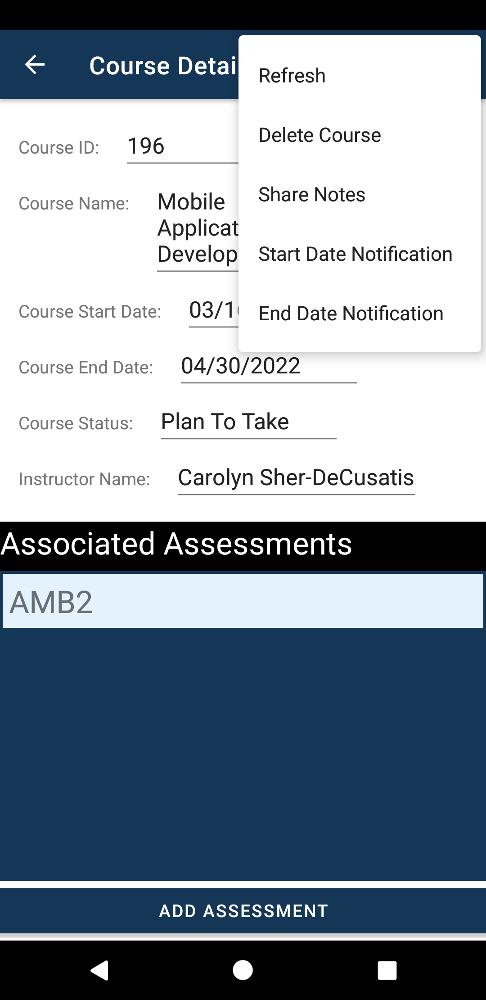 Course Detai
Refresh
Delete Course
Share Notes
Start Date Notification
End Date Notification
Course ID: 196
Course Name: Mobile
Applicat
Develop
Course Start Date: 03/1
Course End Date: 04/30/2022
Course Status: Plan To Take
Instructor Name: Carolyn Sher-DeCusatis
Associated Assessments
AMB2
ADD ASSESSMENT